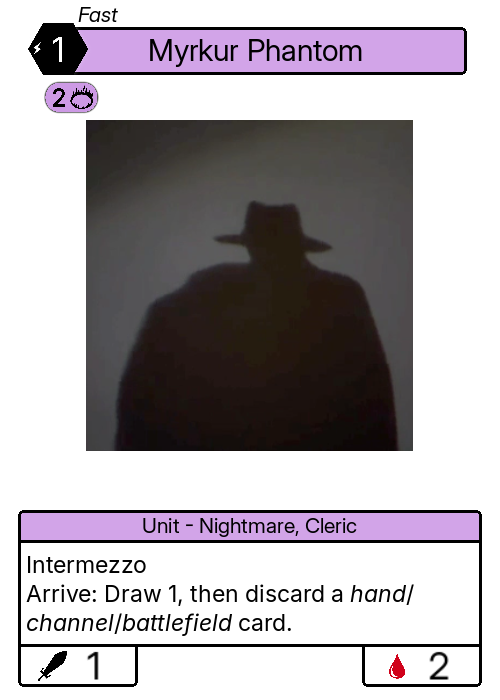 Fast
1
Myrkur Phantom
2
Unit - Nightmare, Cleric
Intermezzo
Arrive: Draw 1, then discard a hand/
channel/battlefield card.
1
2